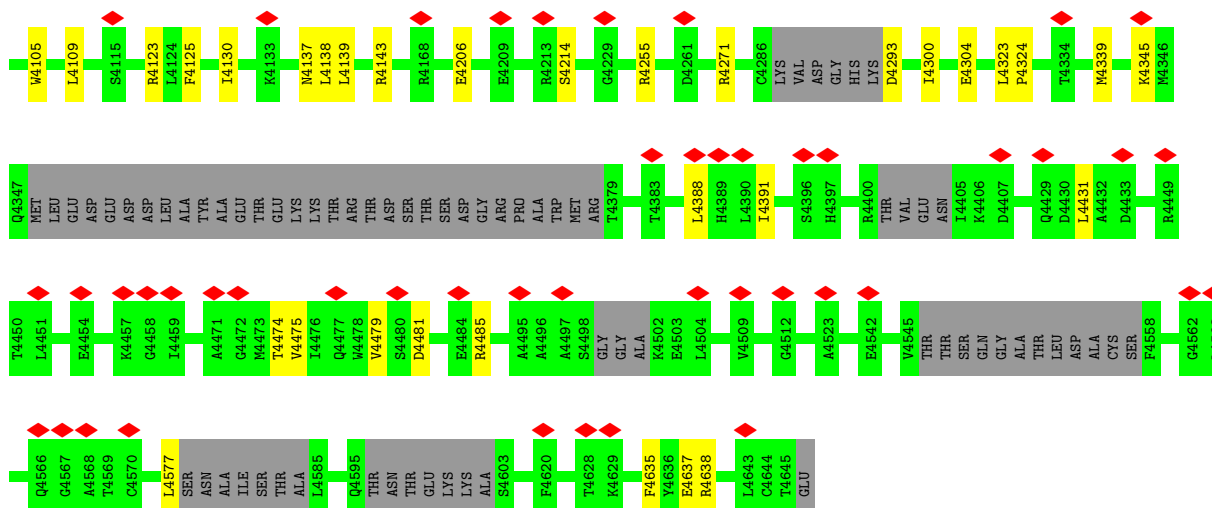 W4105 L4109 S4115 R4123 L4124 F4125 I4130 K4133 N4137 L4138 L4139 R4143 R4168 E4206 E4209 R4213 S4214 G4229 R4255 D4261 R4271 C4286 LYS VAL ASP GLY HIS LYS D4293 I4300 E4304 L4323 P4324 T4334 M4339 K4345 M4346
Q4347 MET LEU GLU ASP GLU ASP ASP LEU ALA TYR ALA GLU THR GLU LYS LYS THR ARG THR ASP SER THR SER ASP GLY ARG PRO ALA TRP MET ARG T4379 T4383 L4388 H4389 L4390 I4391 S4396 H4397 R4400 THR VAL GLU ASN I4405 K4406 D4407 Q4429 D4430 L4431 A4432 D4433 R4449
T4450 L4451 E4454 K4457 G4458 I4459 A4471 G4472 M4473 T4474 V4475 I4476 Q4477 W4478 V4479 S4480 D4481 E4484 R4485 A4495 A4496 A4497 S4498 GLY GLY ALA K4502 E4503 L4504 V4509 G4512 A4523 E4542 V4545 THR THR SER GLN GLY ALA THR LEU ASP ALA CYS SER F4558 G4562
Q4566 G4567 A4568 T4569 C4570 L4577 SER ASN ALA ILE SER THR ALA L4585 Q4595 THR ASN THR GLU LYS LYS ALA S4603 F4620 T4628 K4629 F4635 Y4636 E4637 R4638 L4643 C4644 T4645 GLU